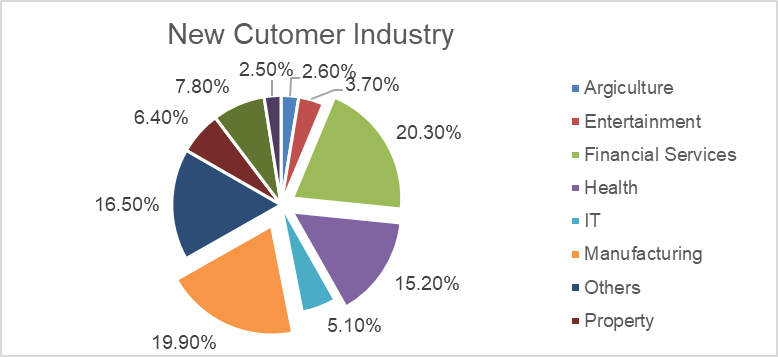 New Cutomer Industry
2.50%
2.60%
3.70%
7.80%
6.40%
20.30%
16.50%
15.20%
5.10%
19.90%
Argiculture
Entertainment
Financial Services
Health
IT
Manufacturing
Others
Property